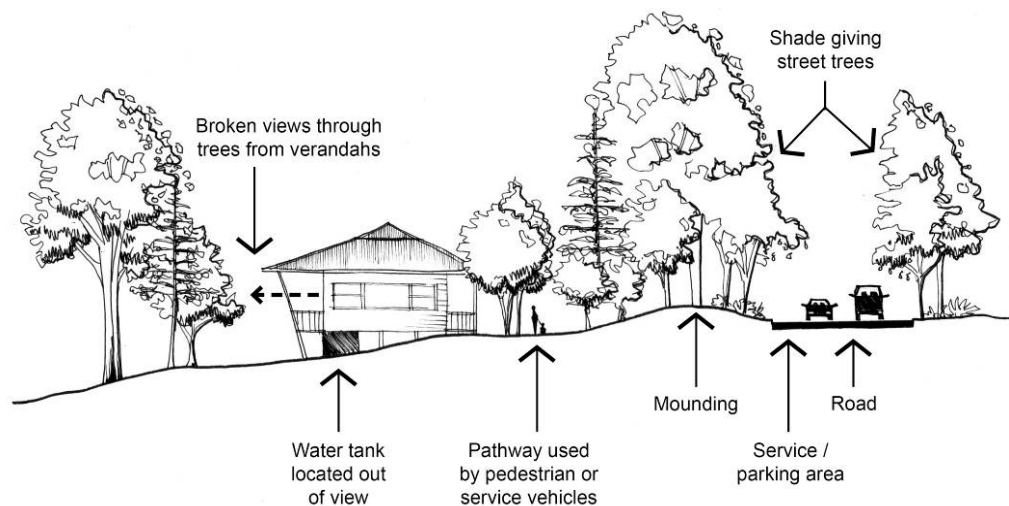 Shade giving
street trees
Broken views through
trees from verandahs
Mounding
Road
Water tank
located out
of view
Pathway used
by pedestrian or
service vehicles
Service /
parking area